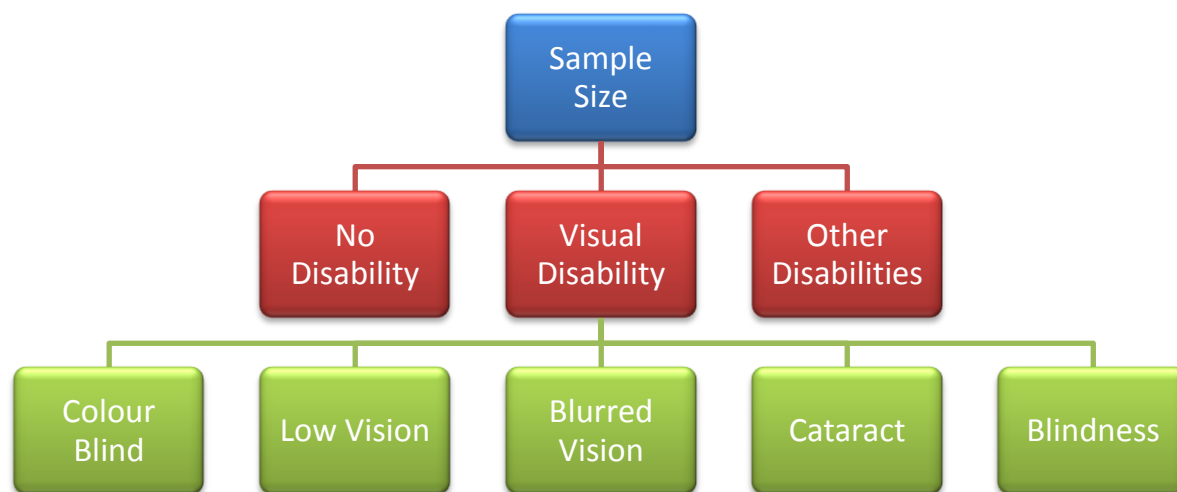 Sample
Size
No
Disability
Visual
Disability
Other
Disabilities
Colour
Blind
Low Vision
Blurred
Vision
Cataract
Blindness